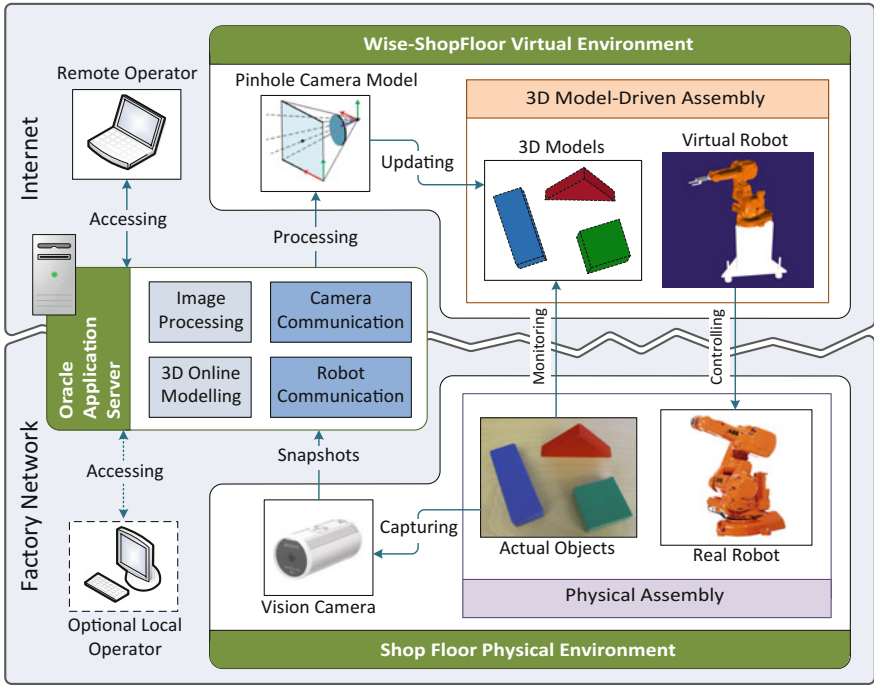 Wise-ShopFloor Virtual Environment
Remote Operator
Pinhole Camera Model
3D Model-Driven Assembly
3D Models
Virtual Robot
Updating
Internet
Accessing
Processing
Oracle
Application
Server
Image
Processing
Camera
Communication
3D Online
Modelling
Robot
Communication
Monitoring
Controlling
Factory Network
Accessing
Snapshots
Capturing
Actual Objects
Real Robot
Vision Camera
Physical Assembly
Optional Local
Operator
Shop Floor Physical Environment